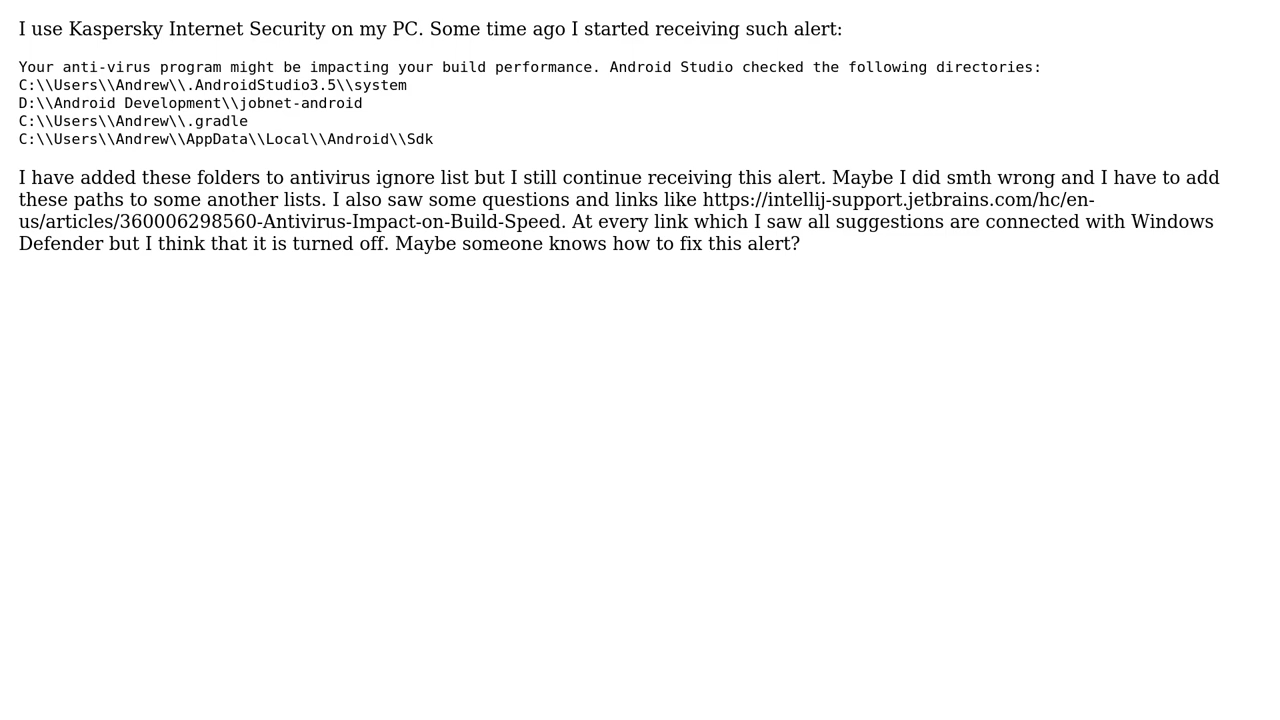 I use Kaspersky Internet Security on my PC. Some time ago I started receiving such alert:
Your anti-virus program might be impacting your build performance. Android Studio checked the following directories:
C:\\Users\\Andrew\\.AndroidStudio3.5\\system
D:\\Android Development\\jobnet-android
C:\\Users\\Andrew\\.gradle
C:\\Users\\Andrew\\AppData\\Local\\Android\\Sdk
I have added these folders to antivirus ignore list but I still continue receiving this alert. Maybe I did smth wrong and I have to add
these paths to some another lists. I also saw some questions and links like https://intellij-support.jetbrains.com/hc/en-
us/articles/360006298560-Antivirus-Impact-on-Build-Speed. At every link which I saw all suggestions are connected with Windows
Defender but I think that it is turned off. Maybe someone knows how to fix this alert?